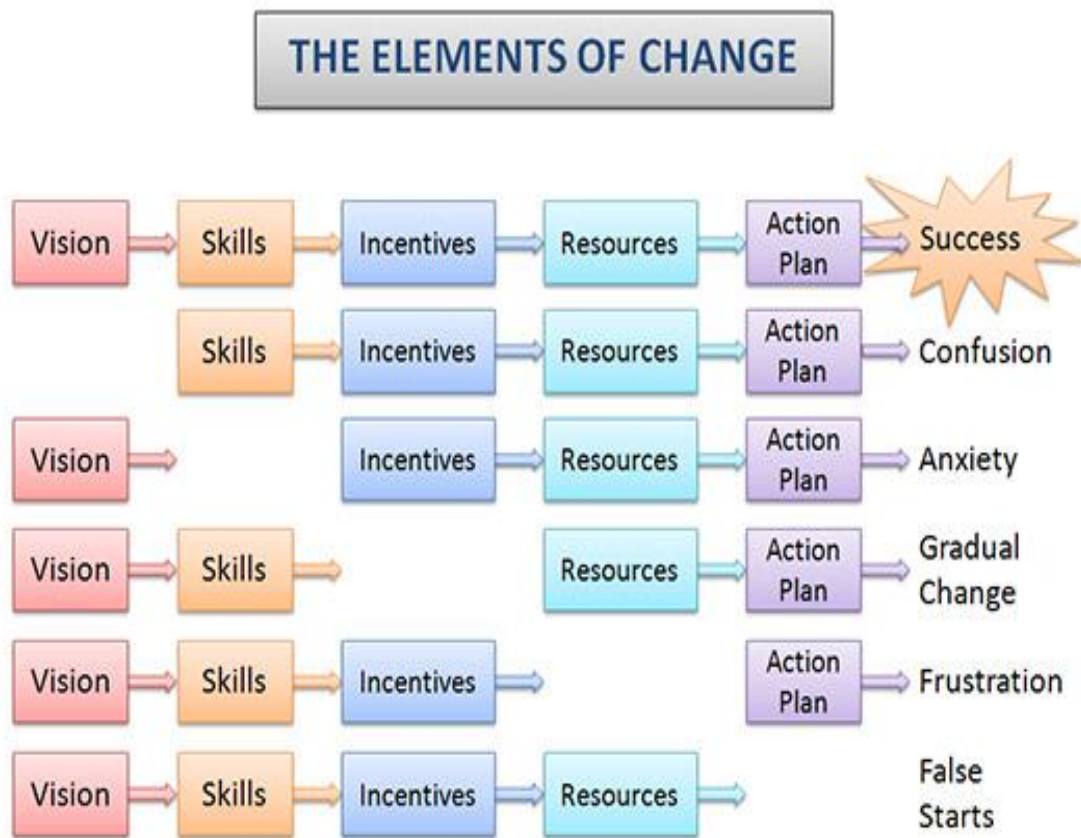 THE ELEMENTS OF CHANGE
Vision Skills Incentives Resources Action Plan Success
Skills Incentives Resources Action Plan Confusion
Vision Incentives Resources Action Plan Anxiety
Vision Skills Resources Action Plan Gradual Change
Vision Skills Incentives Action Plan Frustration
Vision Skills Incentives Resources False Starts